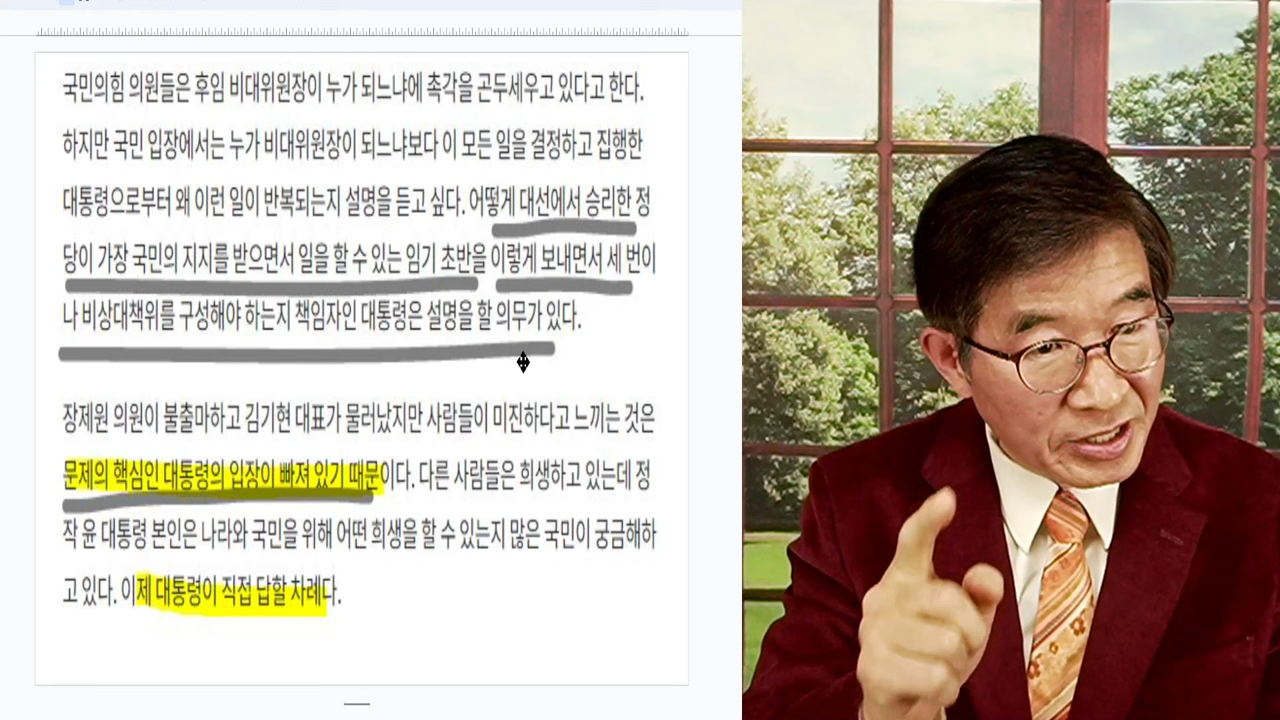 국민의힘 의원들은 후임 비대위원장이 누가 되느냐에 촉각을 곤두세우고 있다고 한다.
하지만 국민 입장에서는 누가 비대위원장이 되느냐보다 이 모든 일을 결정하고 집행한
대통령으로부터 왜 이런 일이 반복되는지 설명을 듣고 싶다. 어떻게 대선에서 승리한 정
당이 가장 국민의 지지를 받으면서 일을 할 수 있는 임기 초반을 이렇게 보내면서 세 번이
나 비상대책위를 구성해야 하는지 책임자인 대통령은 설명을 할 의무가 있다.
장제원 의원이 불출마하고 김기현 대표가 물러났지만 사람들이 미진하다고 느끼는 것은
문제의 핵심인 대통령의 입장이 빠져 있기 때문이다. 다른 사람들은 희생하고 있는데 정
작 윤 대통령 본인은 나라와 국민을 위해 어떤 희생을 할 수 있는지 많은 국민이 궁금해하
고 있다. 이제 대통령이 직접 답할 차례다.